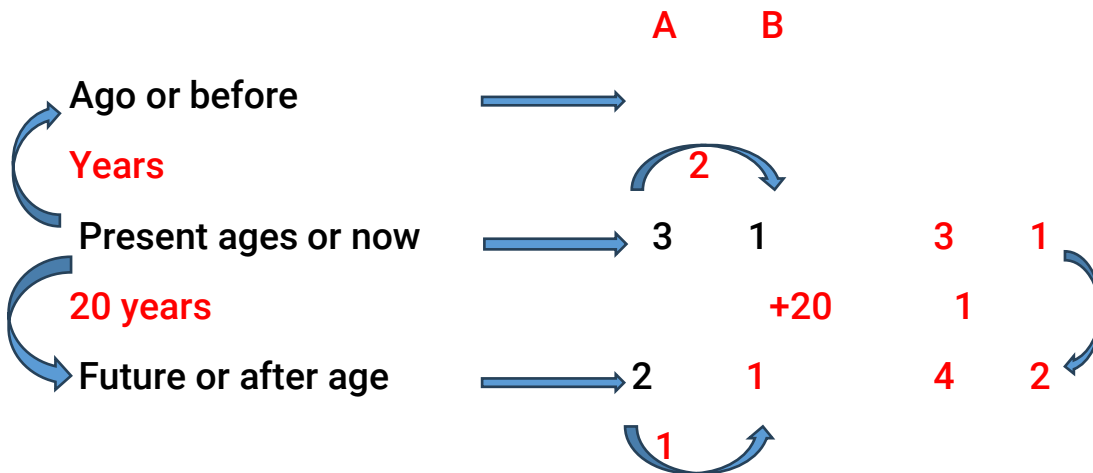 A B
Ago or before
Years
2
Present ages or now 3 1 3 1
20 years +20 1
Future or after age 2 1 4 2
1